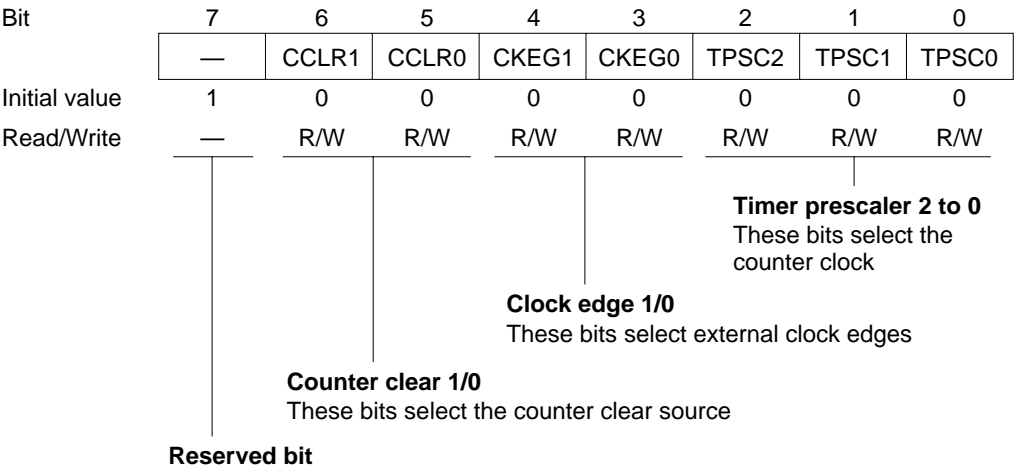 Bit 7 6 5 4 3 2 1 0
— CCLR1 CCLR0 CKEG1 CKEG0 TPSC2 TPSC1 TPSC0
Initial value 1 0 0 0 0 0 0 0
Read/Write — R/W R/W R/W R/W R/W R/W R/W
Timer prescaler 2 to 0
These bits select the
counter clock
Clock edge 1/0
These bits select external clock edges
Counter clear 1/0
These bits select the counter clear source
Reserved bit